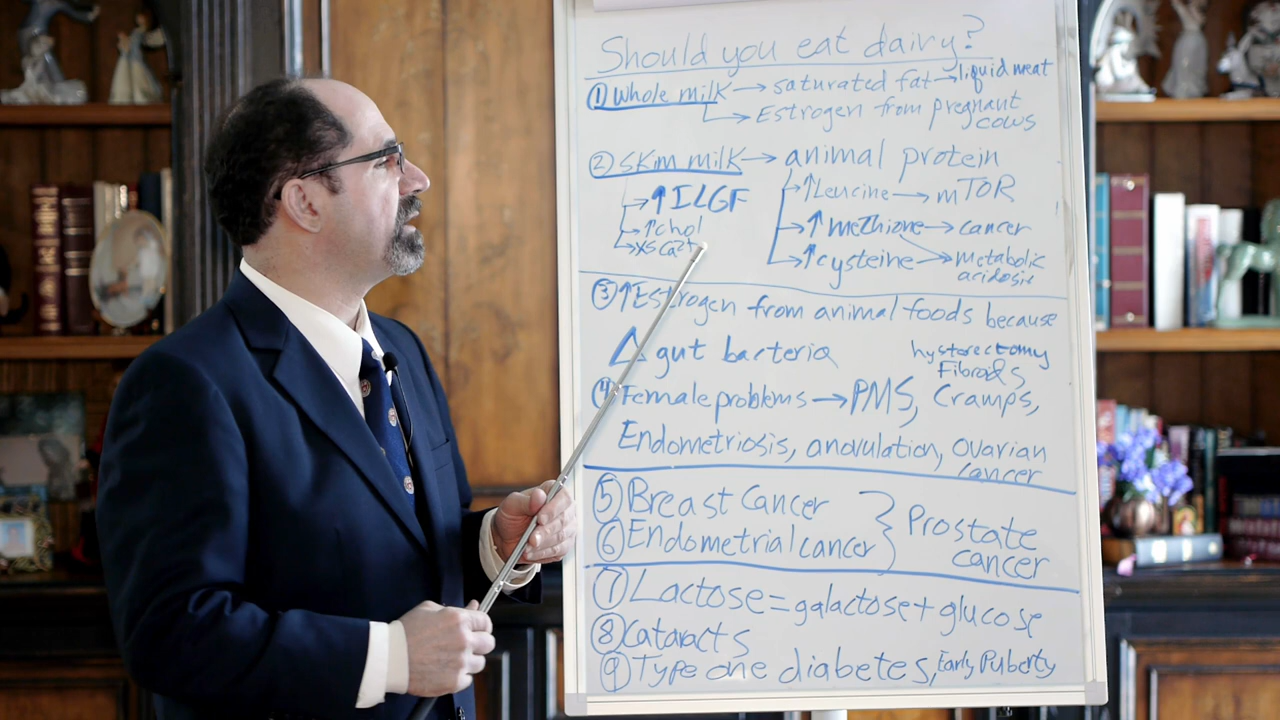 Should you eat dairy?
① Whole milk → saturated fat → liquid meat
→ Estrogen from pregnant
cows
② Skim milk → animal protein
→ ↑ILGF
→ ↑chol
→ XS Ca2+
→ ↑Leucine → mTOR
→ ↑methione → cancer
→ ↑cysteine → metabolic
acidosis
③ ↑Estrogen from animal foods because
Δ gut bacteria
hysterectomy
Fibroids
④ Female problems → PMS, Cramps,
Endometriosis, anovulation, ovarian
cancer
⑤ Breast Cancer
⑥ Endometrial cancer } Prostate
cancer
⑦ Lactose = galactose + glucose
⑧ Cataracts
⑨ Type one diabetes, Early Puberty